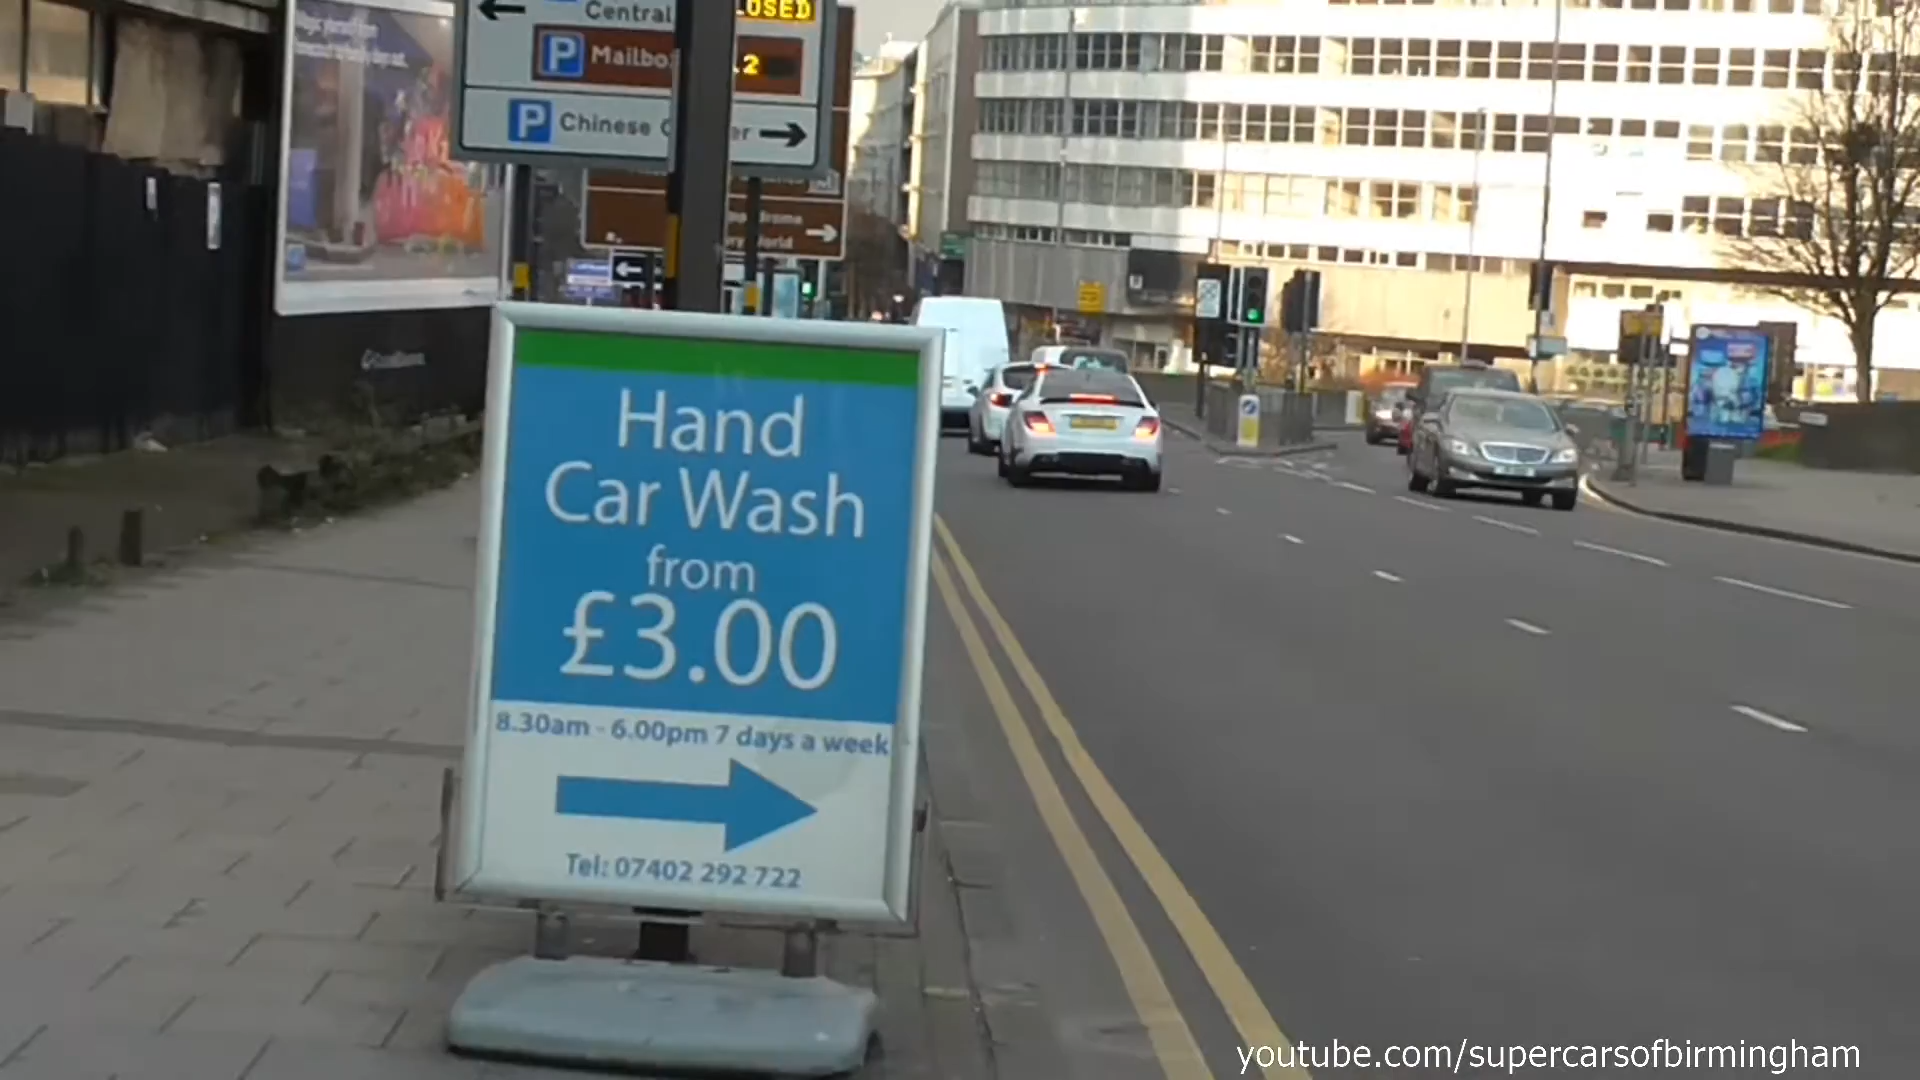 Central
LOSED
P Mailbo
P Chinese
Hand
Car Wash
from
£3.00
8.30am - 6.00pm 7 days a week
Tel: 07402 292 722
youtube.com/supercarsofbirmingham